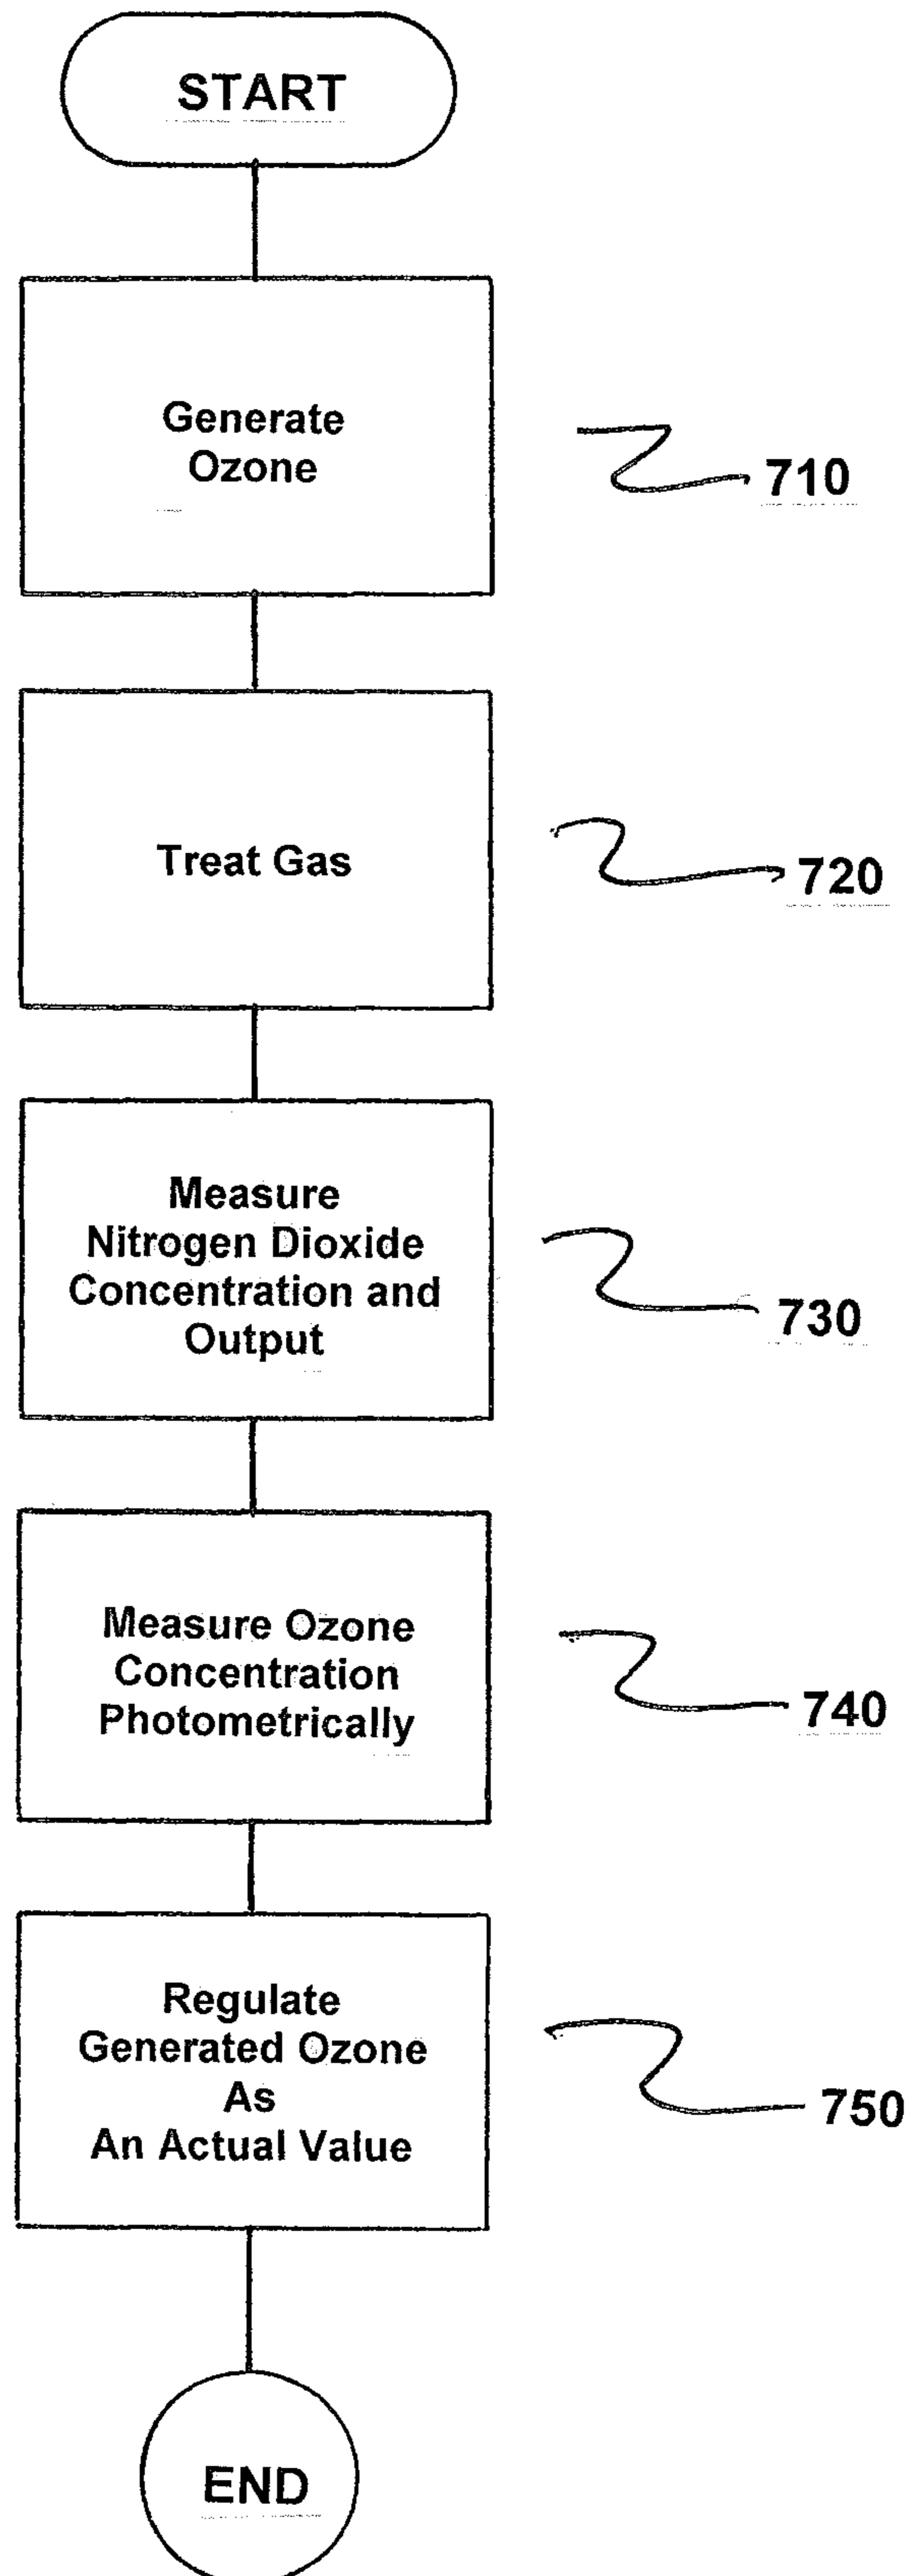 START
Generate
Ozone
710
Treat Gas
720
Measure
Nitrogen Dioxide
Concentration and
Output
730
Measure Ozone
Concentration
Photometrically
740
Regulate
Generated Ozone
As
An Actual Value
750
END